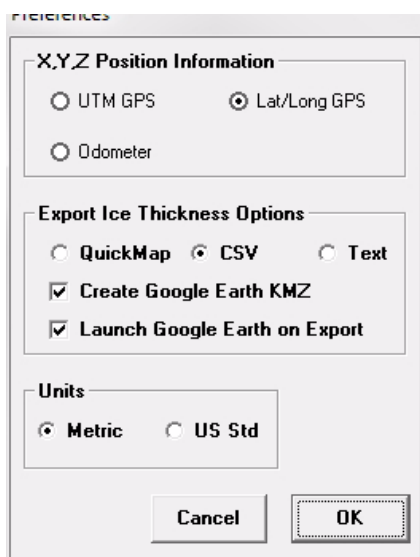 Preferences
X,Y,Z Position Information
UTM GPS Lat/Long GPS
Odometer
Export Ice Thickness Options
QuickMap CSV Text
Create Google Earth KMZ
Launch Google Earth on Export
Units
Metric US Std
Cancel OK